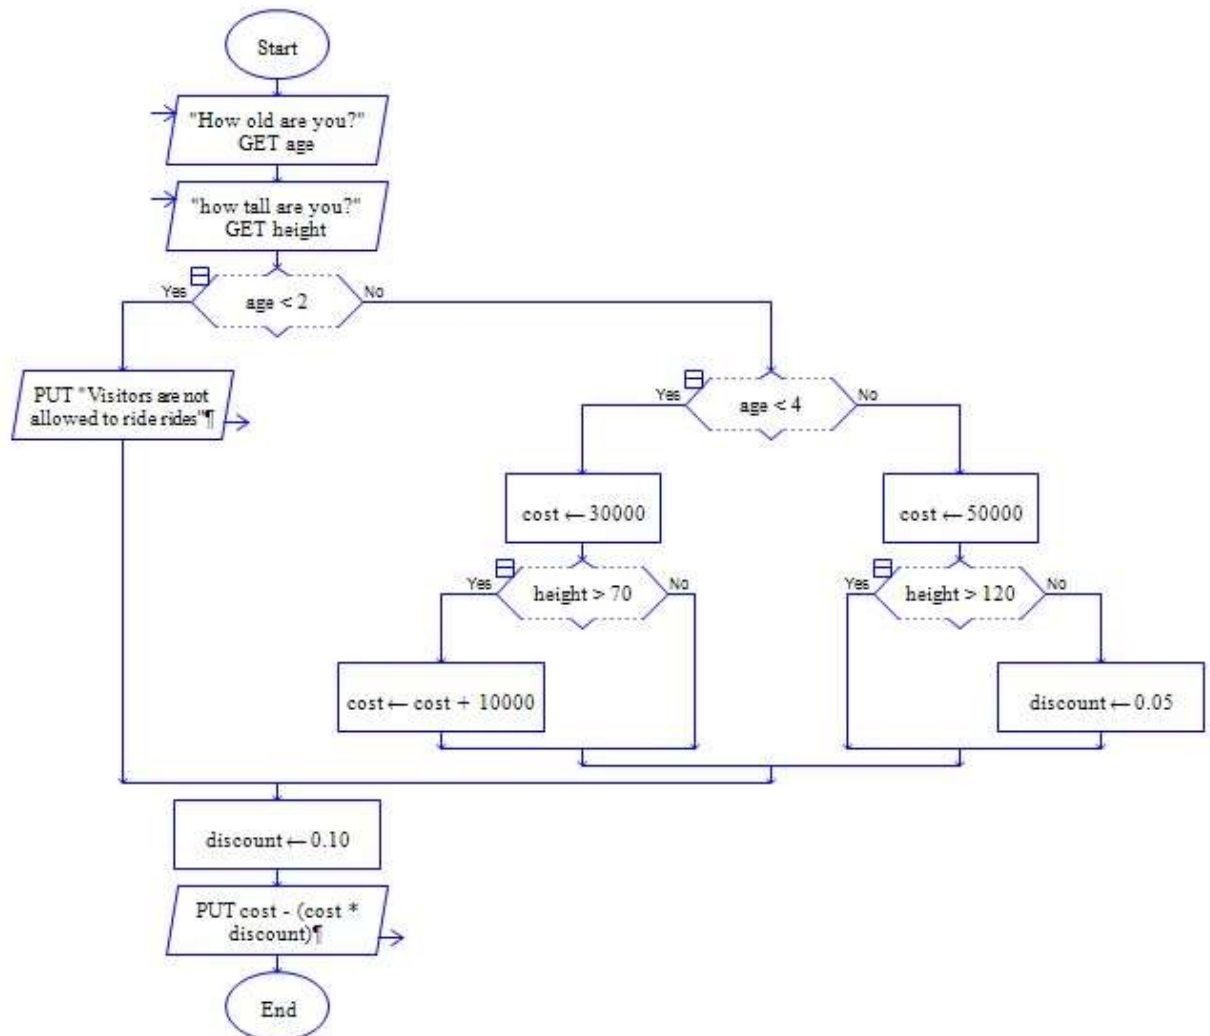 Start
"How old are you?"
GET age
"how tall are you?"
GET height
Yes
age < 2
No
PUT "Visitors are not
allowed to ride rides"¶
Yes
age < 4
No
cost ← 30000
cost ← 50000
Yes
height > 70
No
Yes
height > 120
No
cost ← cost + 10000
discount ← 0.05
discount ← 0.10
PUT cost - (cost *
discount)¶
End